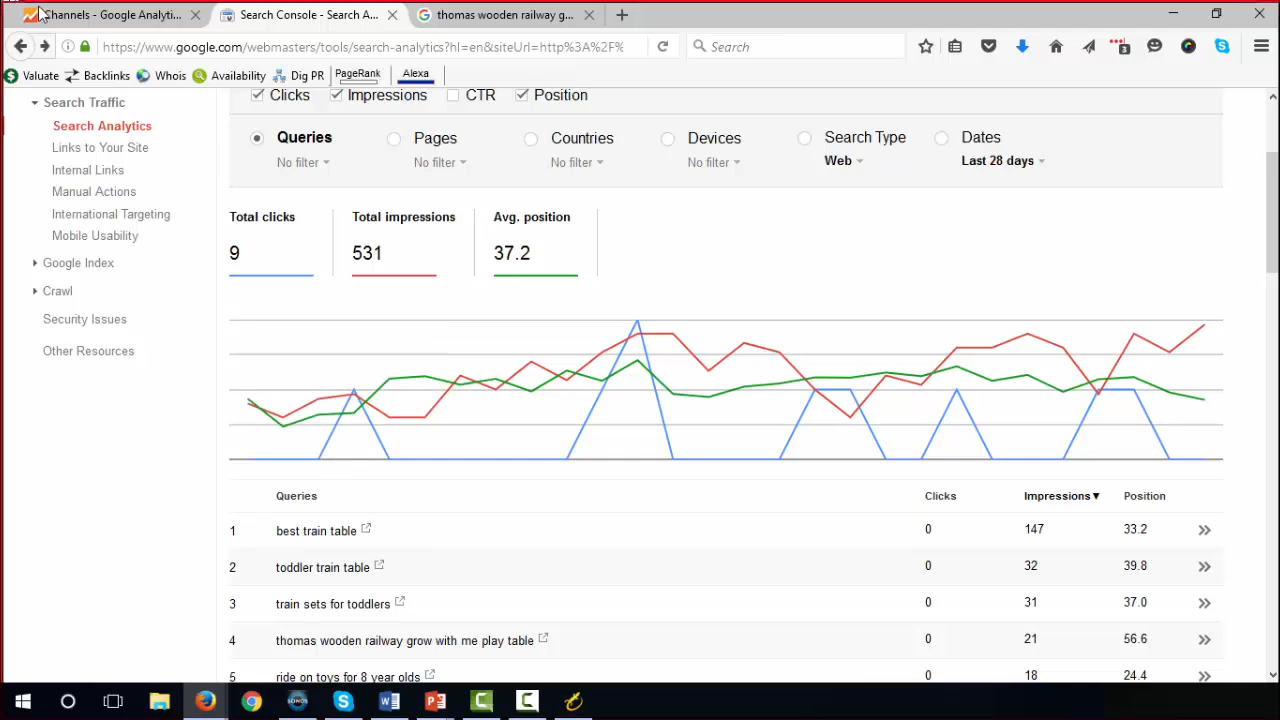 Channels - Google Analyti...
Search Console - Search A...
thomas wooden railway g...
https://www.google.com/webmasters/tools/search-analytics?hl=en&siteUrl=http%3A%2F%
Search
Valuate
Backlinks
Whois
Availability
Dig PR
PageRank
Alexa
Search Traffic
Search Analytics
Links to Your Site
Internal Links
Manual Actions
International Targeting
Mobile Usability
Google Index
Crawl
Security Issues
Other Resources
Clicks Impressions CTR Position
Queries Pages Countries Devices Search Type Dates
No filter No filter No filter No filter Web Last 28 days
Total clicks Total impressions Avg. position
9 531 37.2
Queries Clicks Impressions▼ Position
1 best train table 0 147 33.2 »
2 toddler train table 0 32 39.8 »
3 train sets for toddlers 0 31 37.0 »
4 thomas wooden railway grow with me play table 0 21 56.6 »
5 ride on toys for 8 year olds 0 18 24.4 »